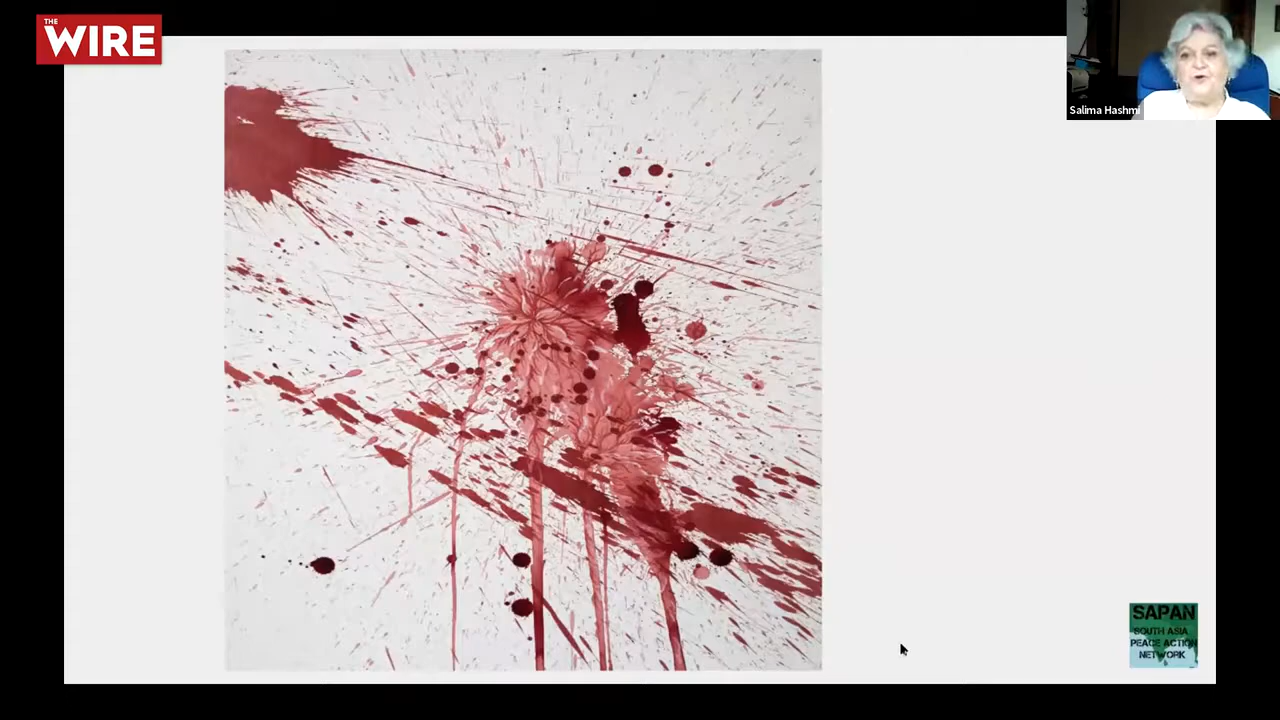 THE
WIRE
Salima Hashmi
SAPAN
SOUTH ASIA
PEACE ACTION
NETWORK